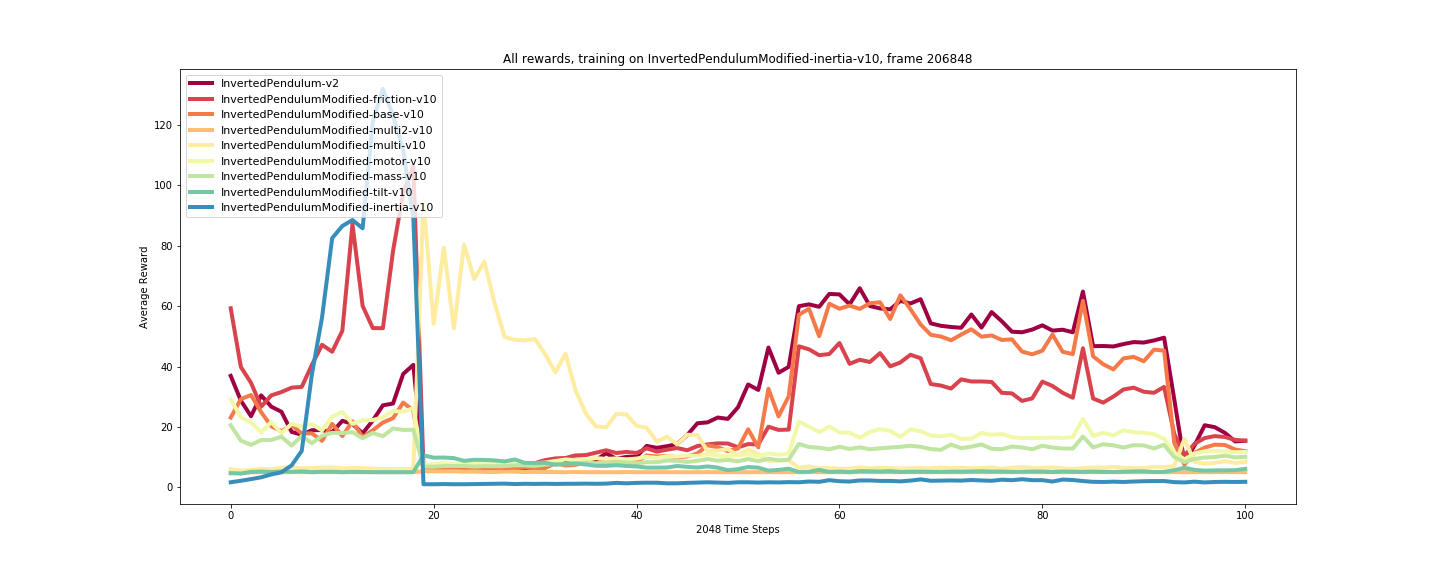 All rewards, training on InvertedPendulumModified-inertia-v10, frame 206848
InvertedPendulum-v2
InvertedPendulumModified-friction-v10
InvertedPendulumModified-base-v10
InvertedPendulumModified-multi2-v10
InvertedPendulumModified-multi-v10
InvertedPendulumModified-motor-v10
InvertedPendulumModified-mass-v10
InvertedPendulumModified-tilt-v10
InvertedPendulumModified-inertia-v10
120
100
80
60
40
20
0
Average Reward
0 20 40 60 80 100
2048 Time Steps